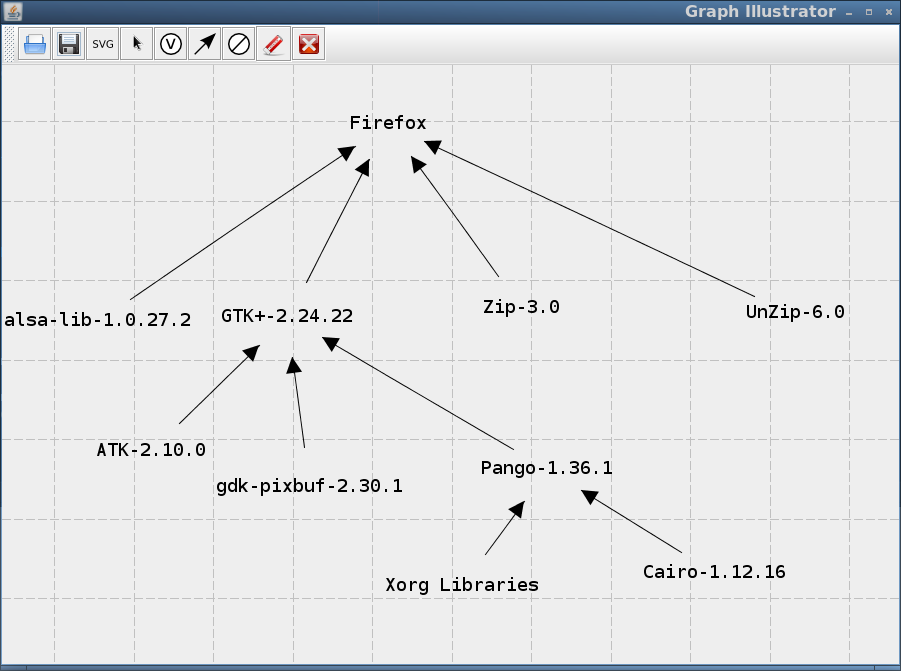 Graph Illustrator
SVG
V
Firefox
alsa-lib-1.0.27.2
GTK+-2.24.22
Zip-3.0
UnZip-6.0
ATK-2.10.0
gdk-pixbuf-2.30.1
Pango-1.36.1
Xorg Libraries
Cairo-1.12.16